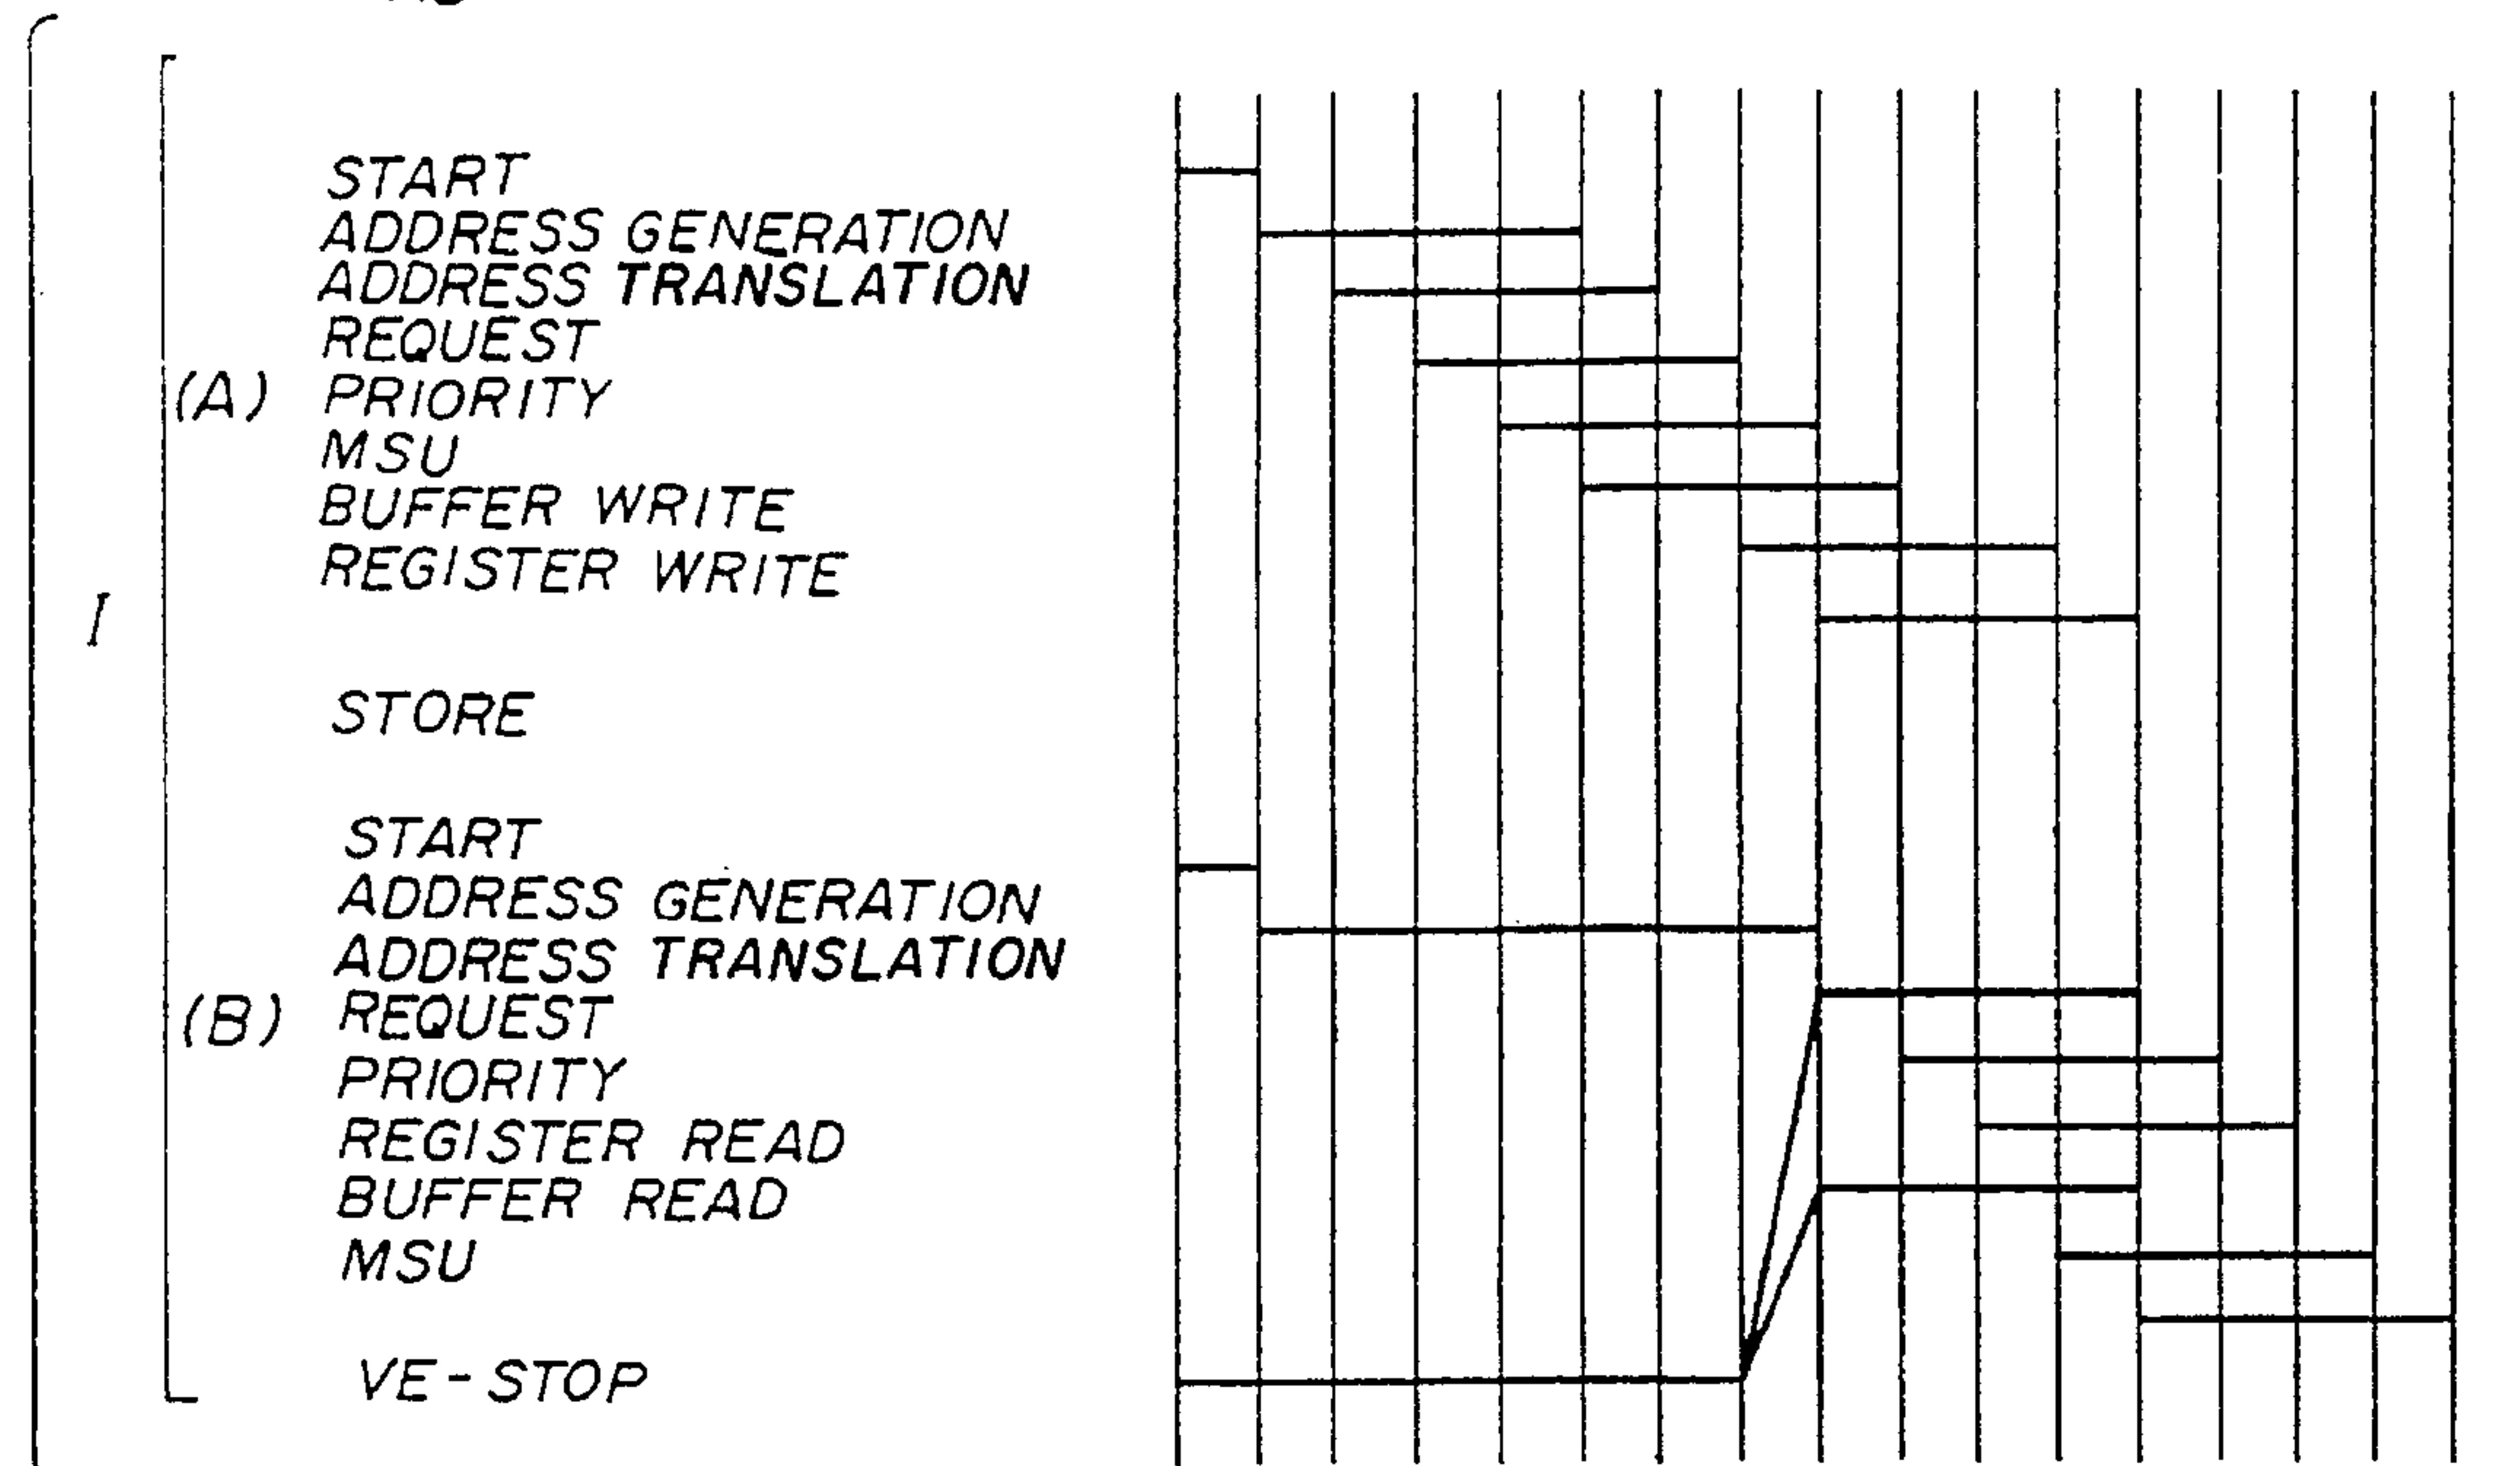 START
ADDRESS GENERATION
ADDRESS TRANSLATION
REQUEST
(A) PRIORITY
MSU
BUFFER WRITE
REGISTER WRITE
I
STORE
START
ADDRESS GENERATION
ADDRESS TRANSLATION
(B) REQUEST
PRIORITY
REGISTER READ
BUFFER READ
MSU
VE-STOP